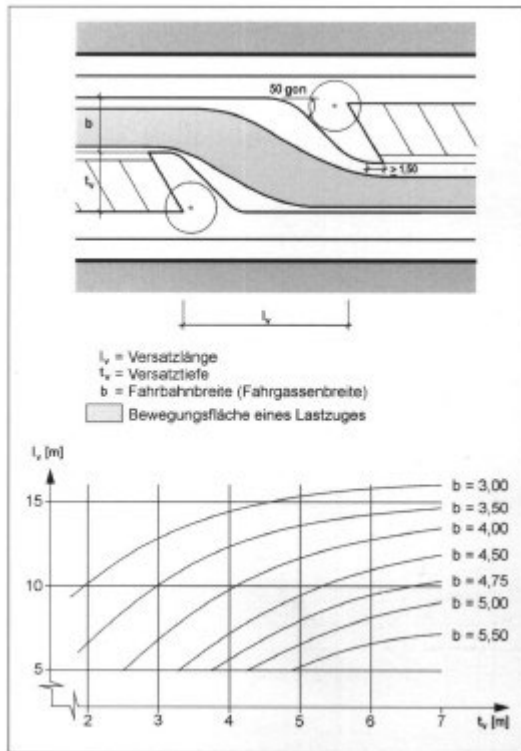 50 gon
b
t_v
≥ 1,50
l_v
l_v = Versatzlänge
t_v = Versatztiefe
b = Fahrbahnbreite (Fahrgassenbreite)
Bewegungsfläche eines Lastzuges
l_v [m]
15
10
5
b = 3,00
b = 3,50
b = 4,00
b = 4,50
b = 4,75
b = 5,00
b = 5,50
2 3 4 5 6 7 t_v [m]